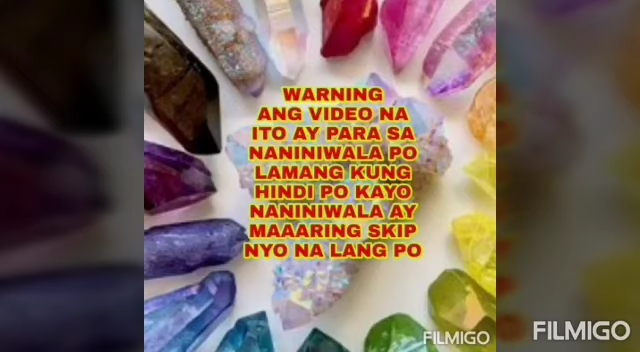 WARNING
ANG VIDEO NA
ITO AY PARA SA
NANINIWALA PO
LAMANG KUNG
HINDI PO KAYO
NANINIWALA AY
MAAARING SKIP
NYO NA LANG PO
FILMIGO
FILMIGO